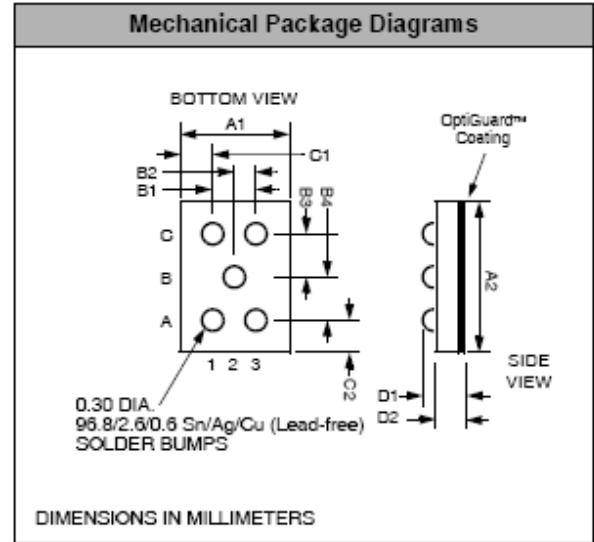 Mechanical Package Diagrams
BOTTOM VIEW
A1
OptiGuard™
Coating
C1
B2
B1
B3
B4
C
B
A
A2
1 2 3
C2
SIDE
VIEW
D1
D2
0.30 DIA.
96.8/2.6/0.6 Sn/Ag/Cu (Lead-free)
SOLDER BUMPS
DIMENSIONS IN MILLIMETERS